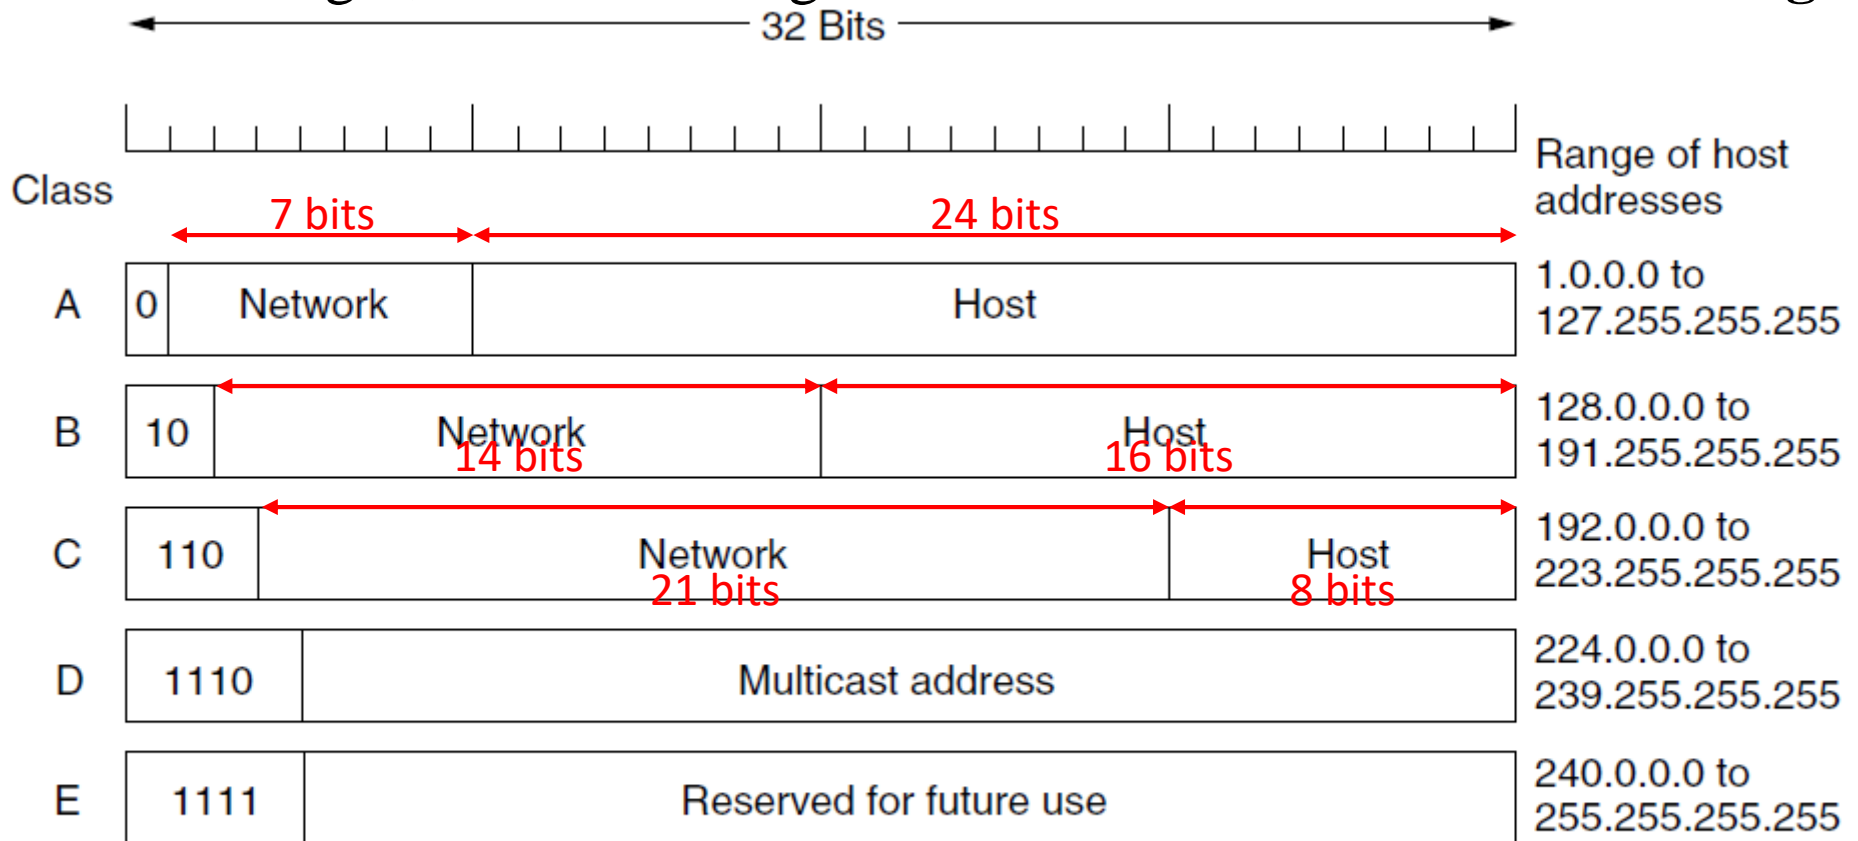 32 Bits
Range of host
addresses
Class
7 bits 24 bits
A 0 Network Host 1.0.0.0 to
127.255.255.255
B 10 Network Host 128.0.0.0 to
14 bits 16 bits 191.255.255.255
C 110 Network Host 192.0.0.0 to
21 bits 8 bits 223.255.255.255
D 1110 Multicast address 224.0.0.0 to
239.255.255.255
E 1111 Reserved for future use 240.0.0.0 to
255.255.255.255